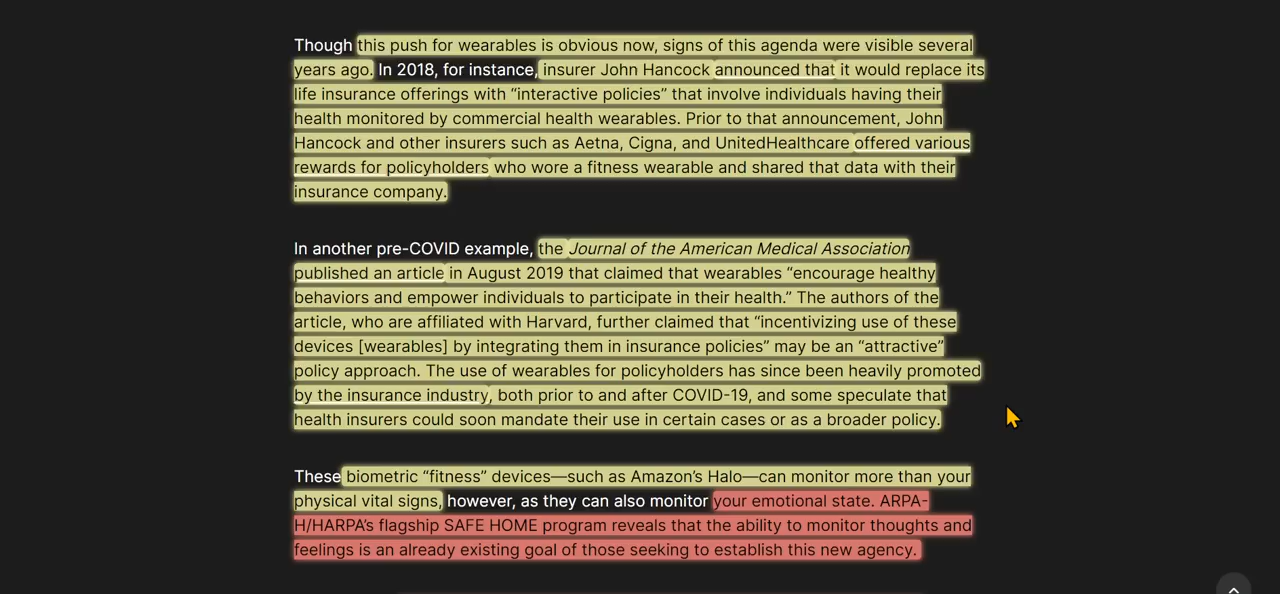 Though this push for wearables is obvious now, signs of this agenda were visible several
years ago. In 2018, for instance, insurer John Hancock announced that it would replace its
life insurance offerings with “interactive policies” that involve individuals having their
health monitored by commercial health wearables. Prior to that announcement, John
Hancock and other insurers such as Aetna, Cigna, and UnitedHealthcare offered various
rewards for policyholders who wore a fitness wearable and shared that data with their
insurance company.
In another pre-COVID example, the Journal of the American Medical Association
published an article in August 2019 that claimed that wearables “encourage healthy
behaviors and empower individuals to participate in their health.” The authors of the
article, who are affiliated with Harvard, further claimed that “incentivizing use of these
devices [wearables] by integrating them in insurance policies” may be an “attractive”
policy approach. The use of wearables for policyholders has since been heavily promoted
by the insurance industry, both prior to and after COVID-19, and some speculate that
health insurers could soon mandate their use in certain cases or as a broader policy.
These biometric “fitness” devices—such as Amazon’s Halo—can monitor more than your
physical vital signs, however, as they can also monitor your emotional state. ARPA-
H/HARPA’s flagship SAFE HOME program reveals that the ability to monitor thoughts and
feelings is an already existing goal of those seeking to establish this new agency.